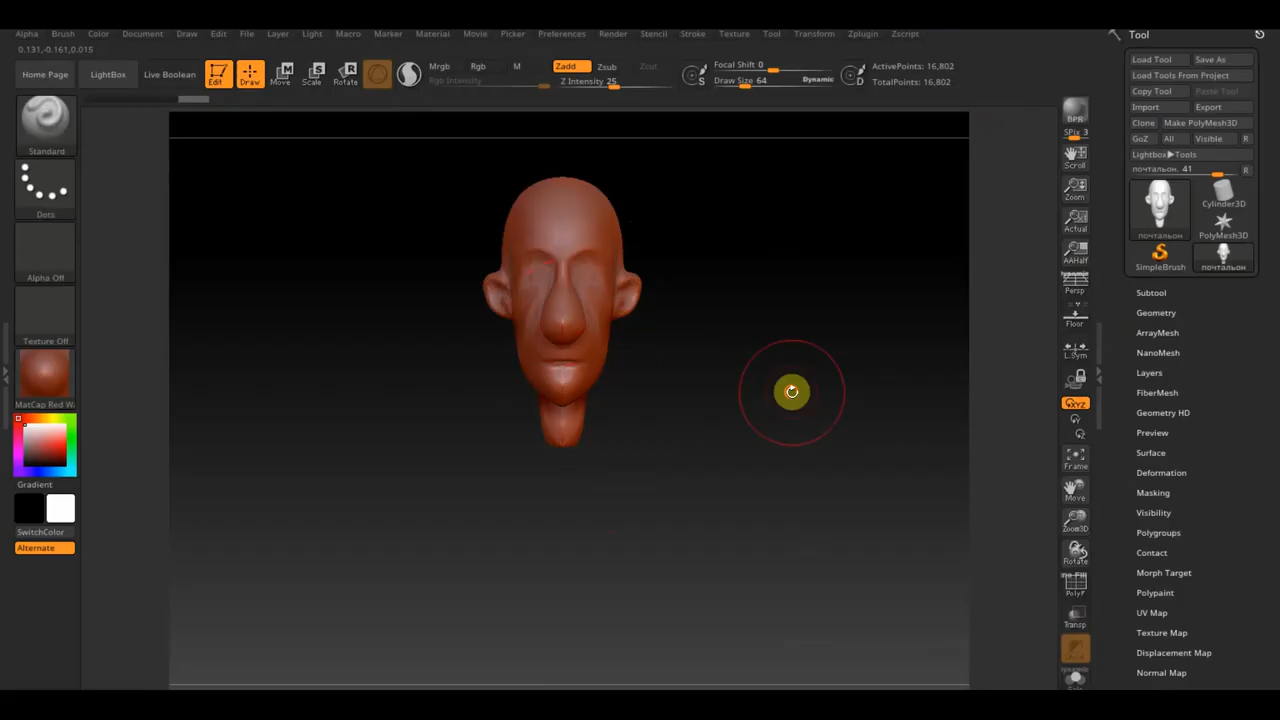 Alpha Brush Color Document Draw Edit File Layer Light Macro Marker Material Movie Picker Preferences Render Stencil Stroke Texture Tool Transform Zplugin Zscript
Tool
0.131,-0.161,0.015
Home Page
LightBox
Live Boolean
Edit
Draw
Move
Scale
Rotate
Mrgb
Rgb
M
Rgb Intensity
Zadd
Zsub
Zcut
Z Intensity 25
S
Focal Shift 0
Draw Size 64
Dynamic
D
ActivePoints: 16,802
TotalPoints: 16,802
Standard
Dots
Alpha Off
Texture Off
MatCap Red W
Gradient
SwitchColor
Alternate
BPR
SPix 3
Scroll
Zoom
Actual
AAHalf
Persp
Floor
L.Sym
XYZ
Frame
Move
Zoom3D
Rotate
PolyF
Transp
Load Tool
Save As
Load Tools From Project
Copy Tool
Paste Tool
Import
Export
Clone
Make PolyMesh3D
GoZ
All
Visible
R
Lightbox▶Tools
почтальон. 41
R
почтальон
Cylinder3D
PolyMesh3D
SimpleBrush
почтальон
Subtool
Geometry
ArrayMesh
NanoMesh
Layers
FiberMesh
Geometry HD
Preview
Surface
Deformation
Masking
Visibility
Polygroups
Contact
Morph Target
Polypaint
UV Map
Texture Map
Displacement Map
Normal Map